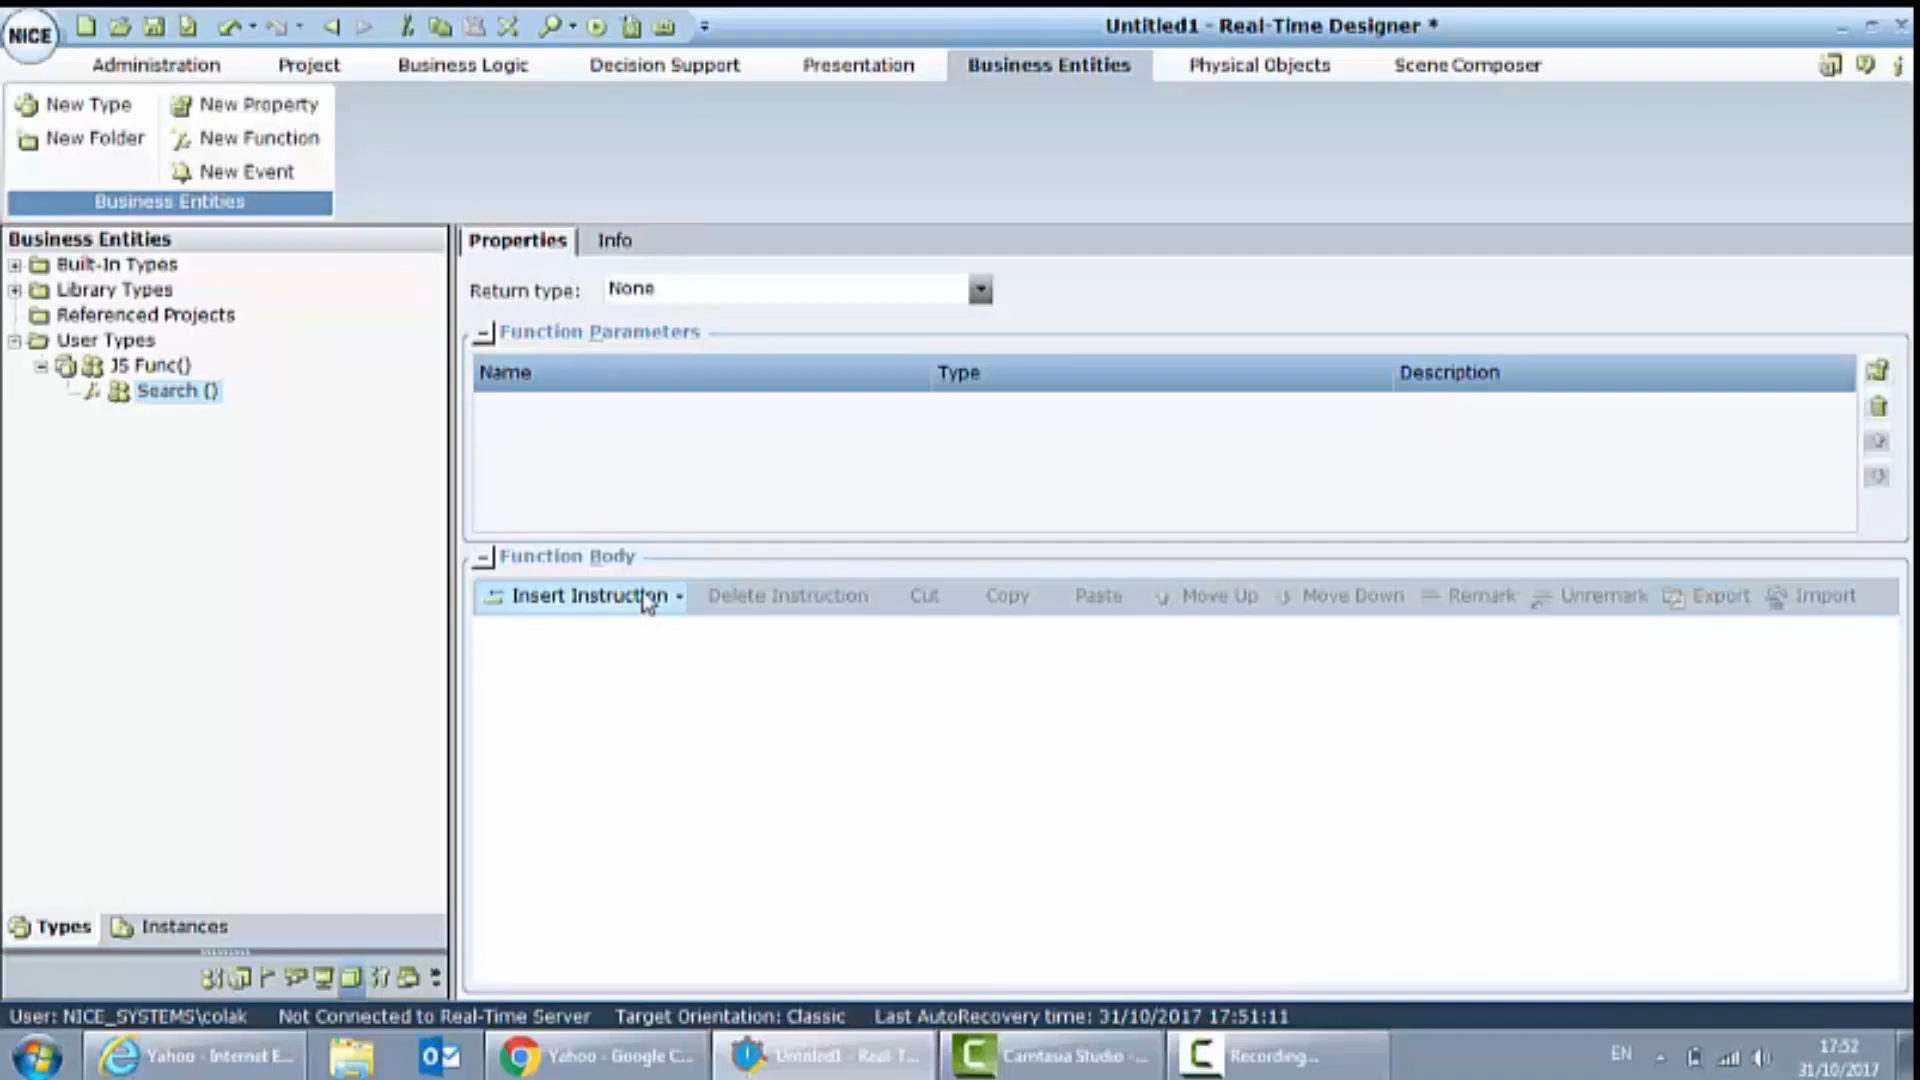 NICE
Untitled1 - Real-Time Designer *
Administration Project Business Logic Decision Support Presentation Business Entities Physical Objects Scene Composer
New Type New Property
New Folder New Function
New Event
Business Entities
Business Entities
Built-In Types
Library Types
Referenced Projects
User Types
JS Func()
Search ()
Properties Info
Return type: None
Function Parameters
Name Type Description
Function Body
Insert Instruction Delete Instruction Cut Copy Paste Move Up Move Down Remark Unremark Export Import
Types Instances
User: NICE_SYSTEMS\colak Not Connected to Real-Time Server Target Orientation: Classic Last AutoRecovery time: 31/10/2017 17:51:11
Yahoo - Internet E... Yahoo - Google C... Untitled1 - Real-T... Camtasia Studio -... Recording... EN 17:52
31/10/2017